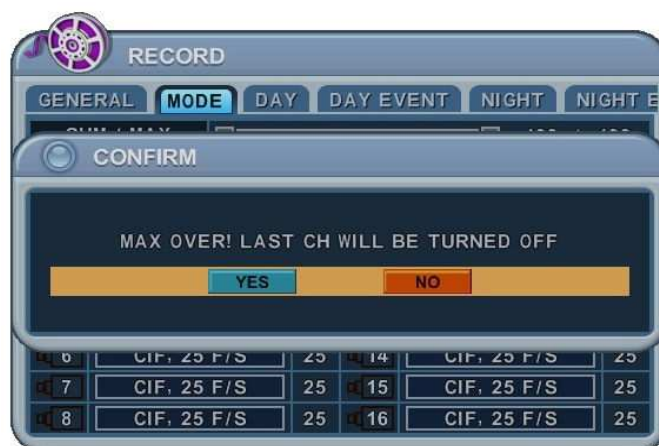 RECORD
GENERAL MODE DAY DAY EVENT NIGHT NIGHT E
CONFIRM
MAX OVER! LAST CH WILL BE TURNED OFF
YES NO
6 CIF, 25 F/S 25 14 CIF, 25 F/S 25
7 CIF, 25 F/S 25 15 CIF, 25 F/S 25
8 CIF, 25 F/S 25 16 CIF, 25 F/S 25